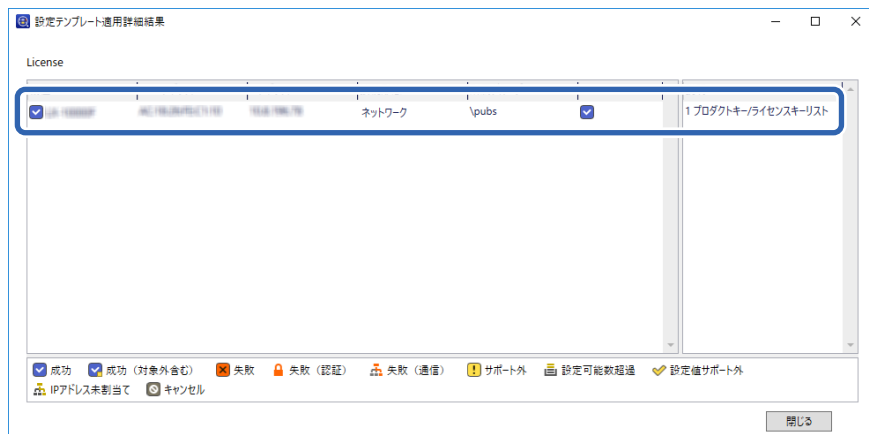 設定テンプレート適用詳細結果
License
ネットワーク \pubs 1 プロダクトキー/ライセンスキーリスト
成功 成功（対象外含む） 失敗 失敗（認証） 失敗（通信） サポート外 設定可能数超過 設定値サポート外
IPアドレス未割当て キャンセル
閉じる